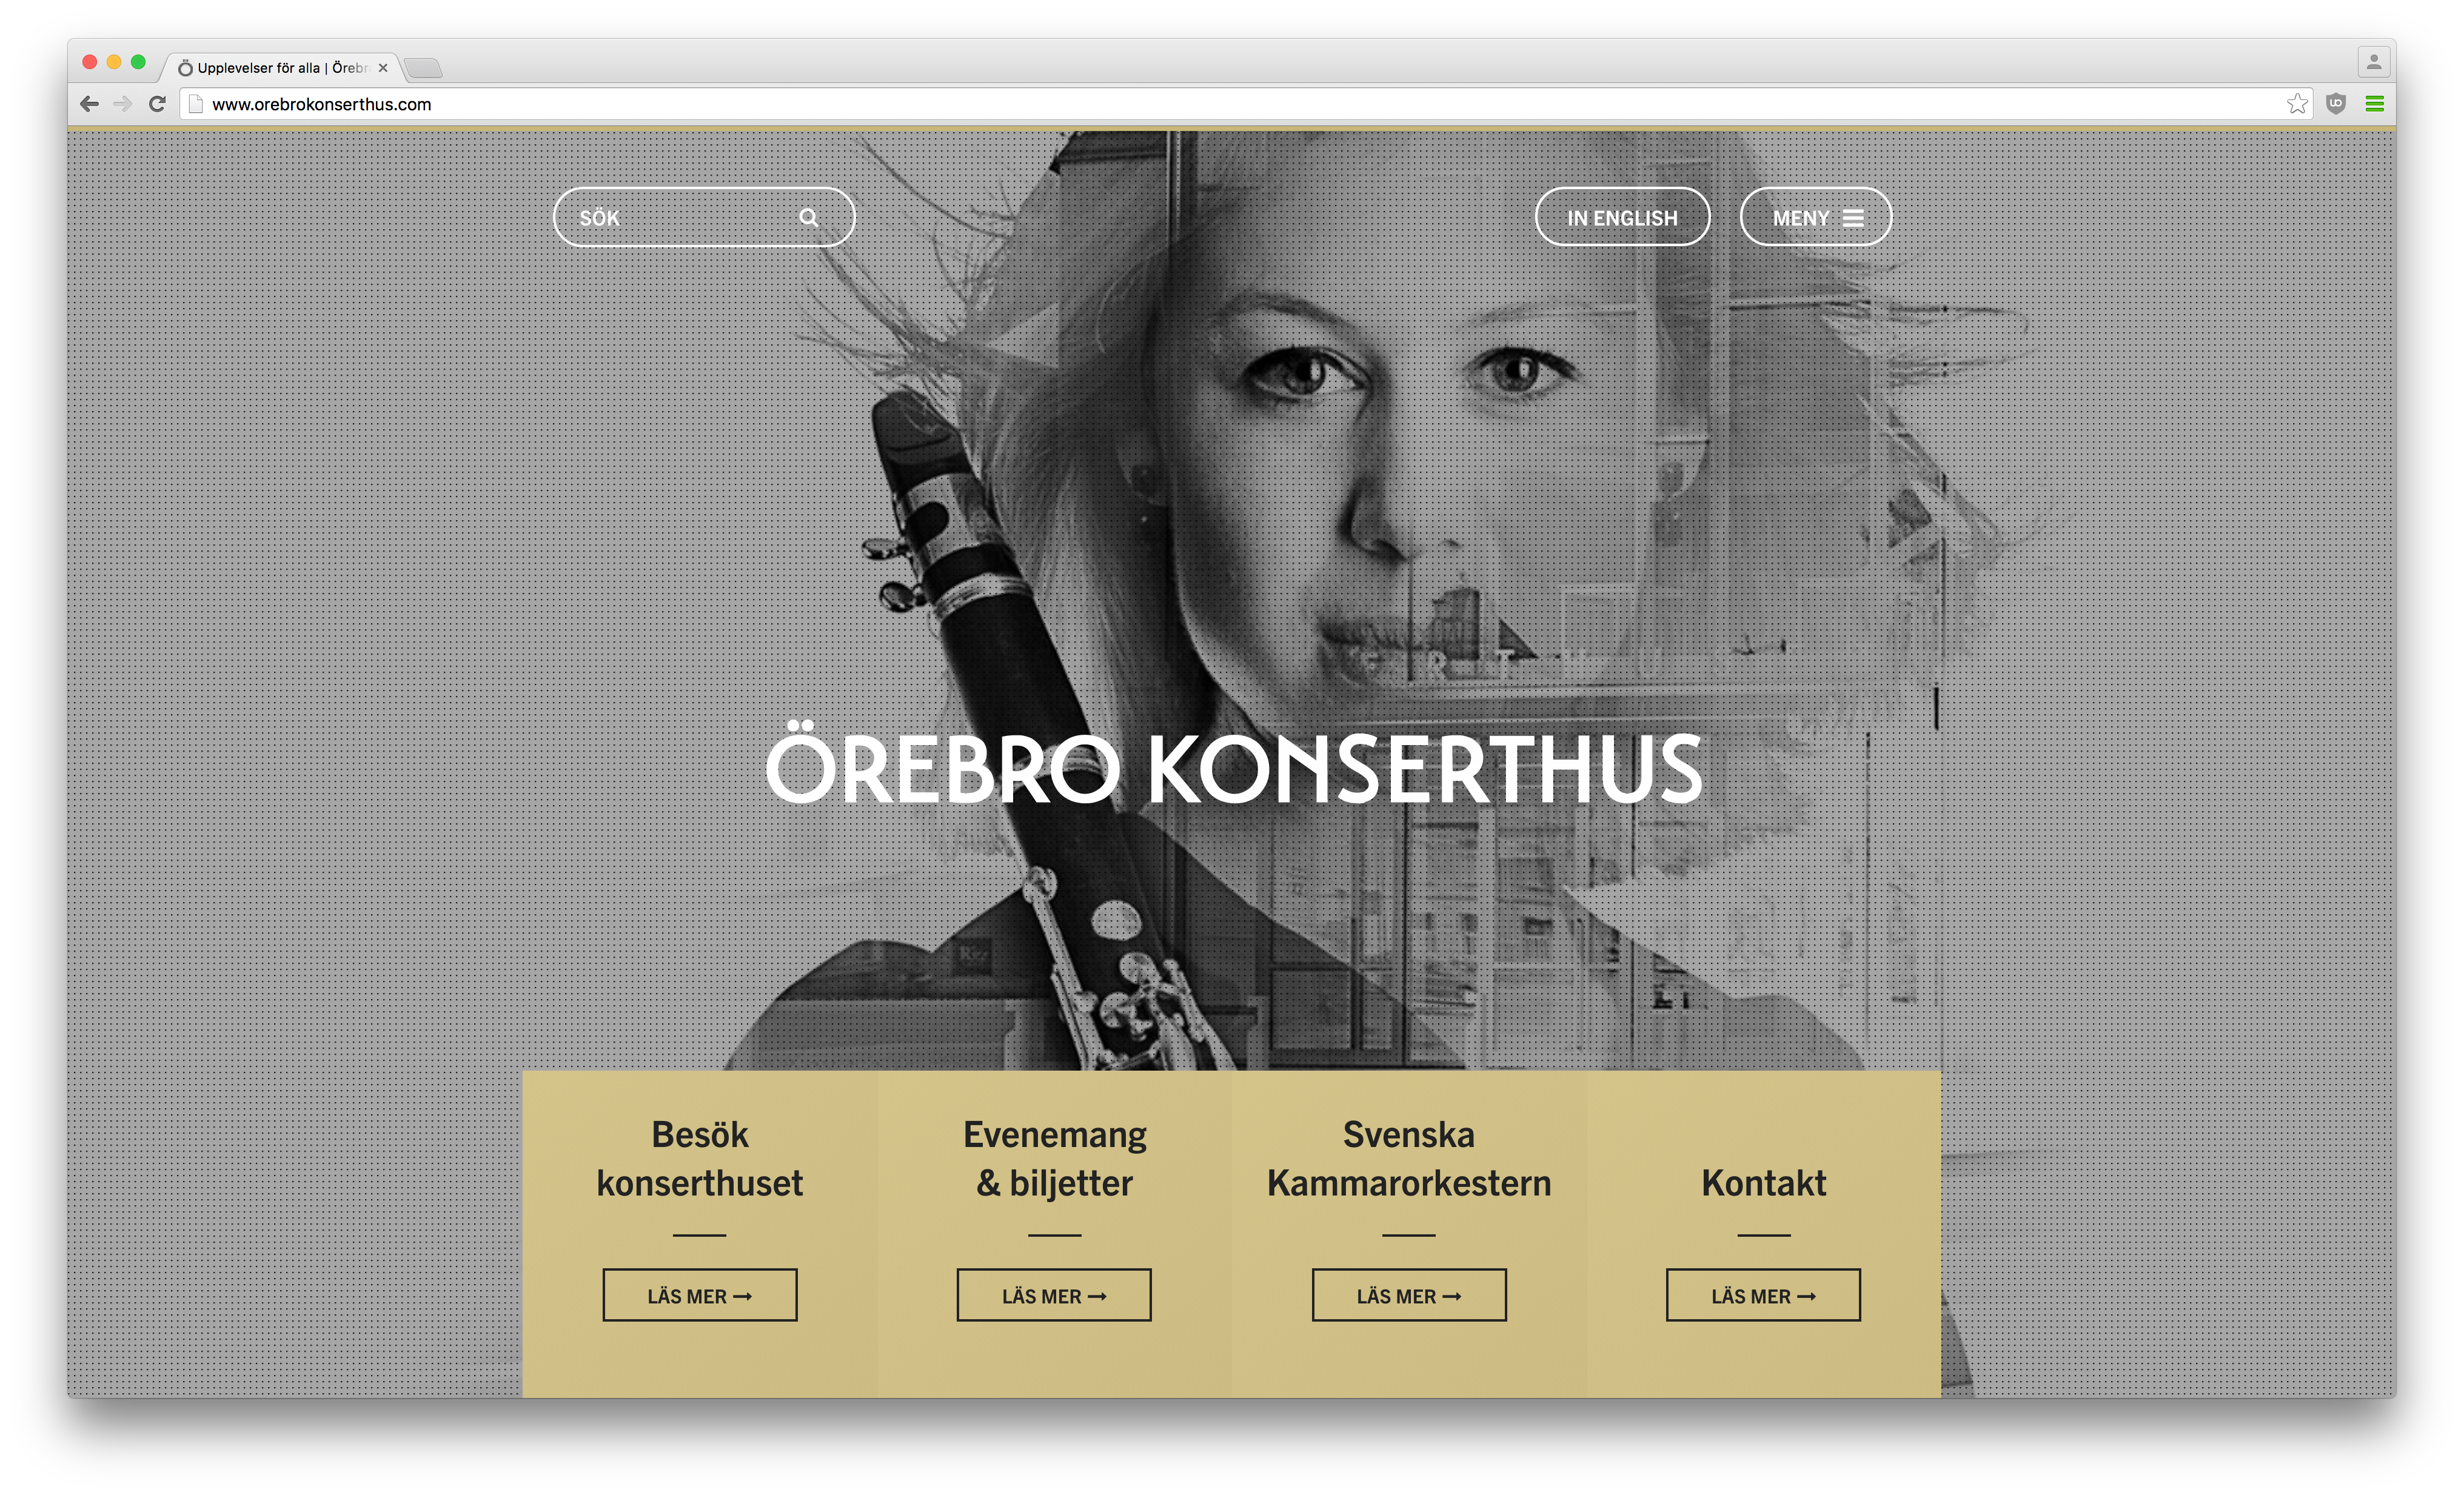 Upplevelser för alla | Örebr
www.orebrokonserthus.com
SÖK
IN ENGLISH
MENY
ÖREBRO KONSERTHUS
Besök
konserthuset
LÄS MER
Evenemang
& biljetter
LÄS MER
Svenska
Kammarorkestern
LÄS MER
Kontakt
LÄS MER